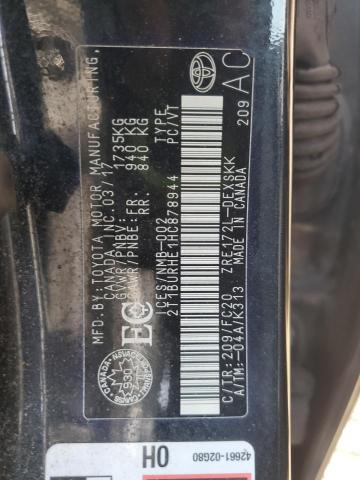 MFD.BY:TOYOTA MOTOR MANUFACTURING,
CANADA INC. 03/17
GVWR/PNBV: 1735KG
GAWR/PNBE:FR. 940 KG
RR. 840 KG
ICES/NMB-002 TYPE
2T1BURHE1HC878944 PC/VT
C/TR:209/FC20 ZRE172L-DEXSKK
A/TM:-04A/K313 MADE IN CANADA
209 AC
EC
930
CANADA
42661-02G80
OH